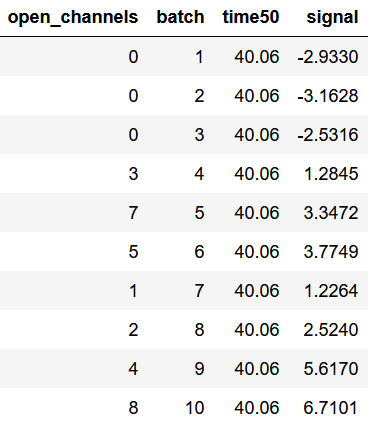 open_channels batch time50 signal
0 1 40.06 -2.9330
0 2 40.06 -3.1628
0 3 40.06 -2.5316
3 4 40.06 1.2845
7 5 40.06 3.3472
5 6 40.06 3.7749
1 7 40.06 1.2264
2 8 40.06 2.5240
4 9 40.06 5.6170
8 10 40.06 6.7101